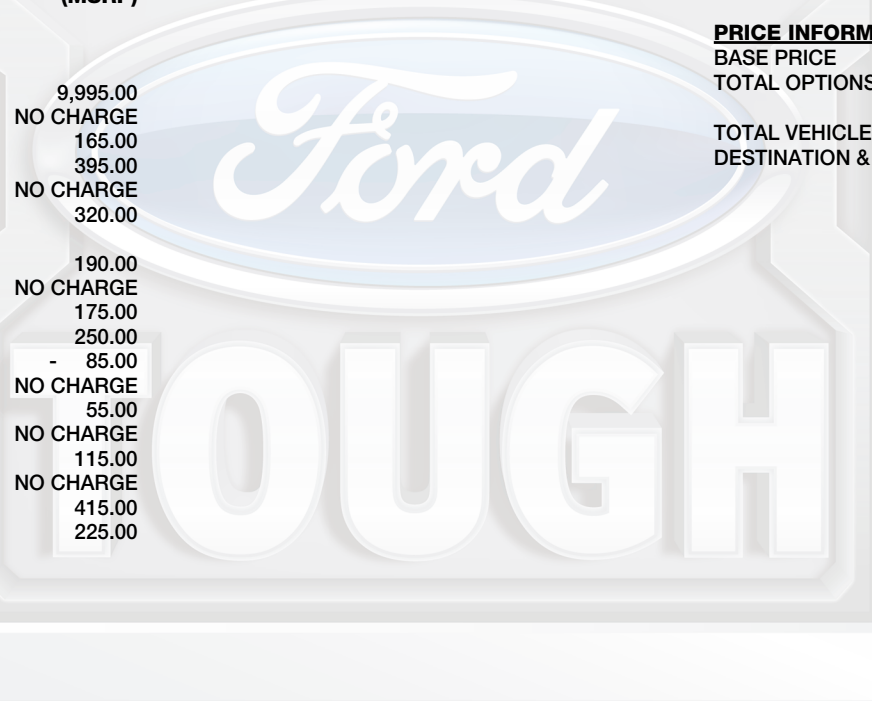 (MSRP)
9,995.00
NO CHARGE
165.00
395.00
NO CHARGE
320.00
190.00
NO CHARGE
175.00
250.00
- 85.00
NO CHARGE
55.00
NO CHARGE
115.00
NO CHARGE
415.00
225.00
PRICE INFORM
BASE PRICE
TOTAL OPTIONS
TOTAL VEHICLE
DESTINATION &
Ford
TOUGH